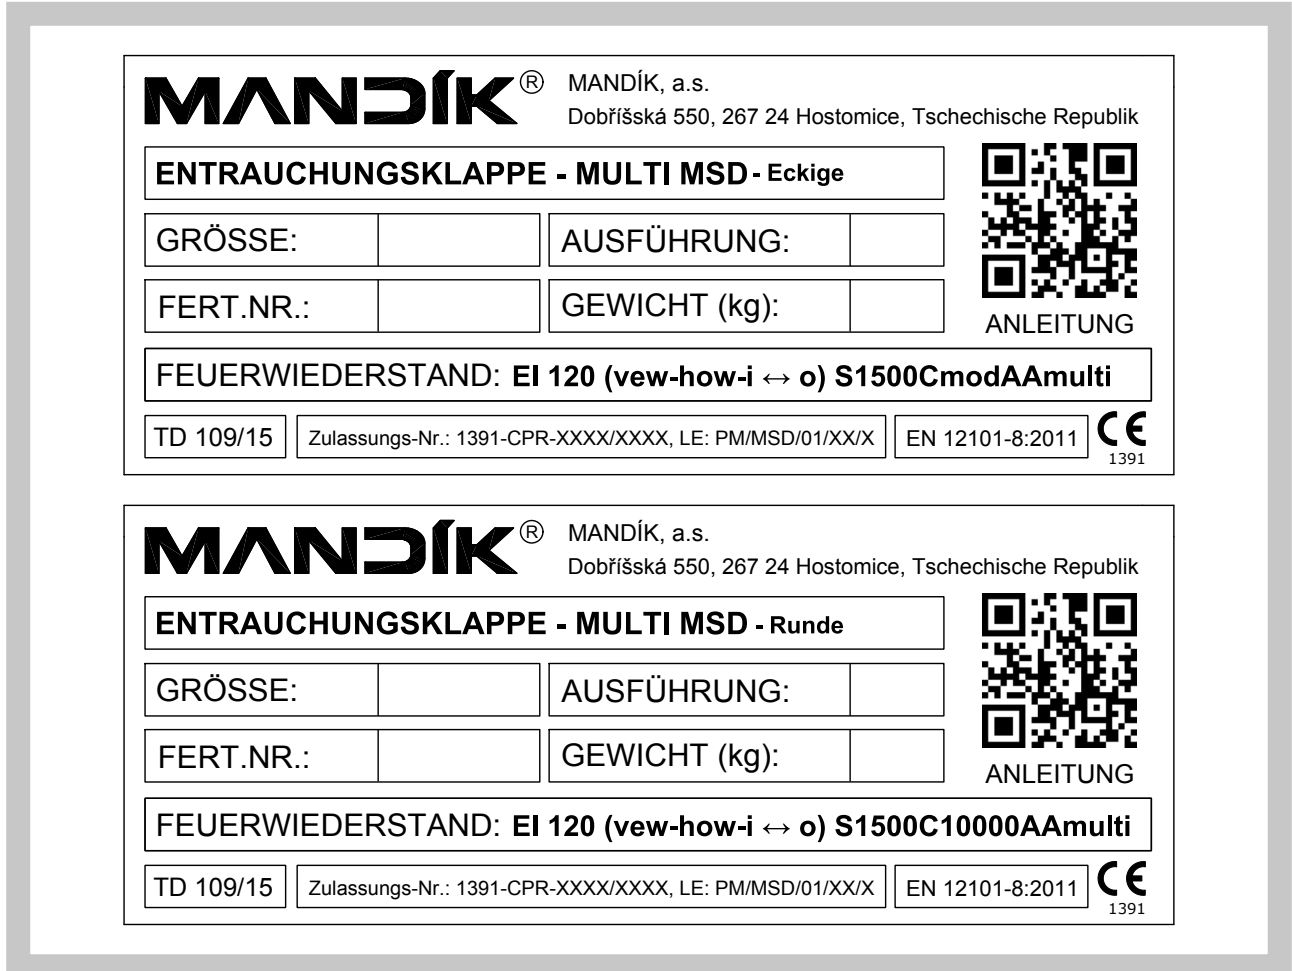 MANDÍK® MANDÍK, a.s.
Dobříšská 550, 267 24 Hostomice, Tschechische Republik
ENTRAUCHUNGSKLAPPE - MULTI MSD - Eckige
GRÖSSE: AUSFÜHRUNG:
FERT.NR.: GEWICHT (kg):
ANLEITUNG
FEUERWIEDERSTAND: EI 120 (vew-how-i ↔ o) S1500CmodAAmulti
TD 109/15 Zulassungs-Nr.: 1391-CPR-XXXX/XXXX, LE: PM/MSD/01/XX/X EN 12101-8:2011 CE
1391
MANDÍK® MANDÍK, a.s.
Dobříšská 550, 267 24 Hostomice, Tschechische Republik
ENTRAUCHUNGSKLAPPE - MULTI MSD - Runde
GRÖSSE: AUSFÜHRUNG:
FERT.NR.: GEWICHT (kg):
ANLEITUNG
FEUERWIEDERSTAND: EI 120 (vew-how-i ↔ o) S1500C10000AAmulti
TD 109/15 Zulassungs-Nr.: 1391-CPR-XXXX/XXXX, LE: PM/MSD/01/XX/X EN 12101-8:2011 CE
1391